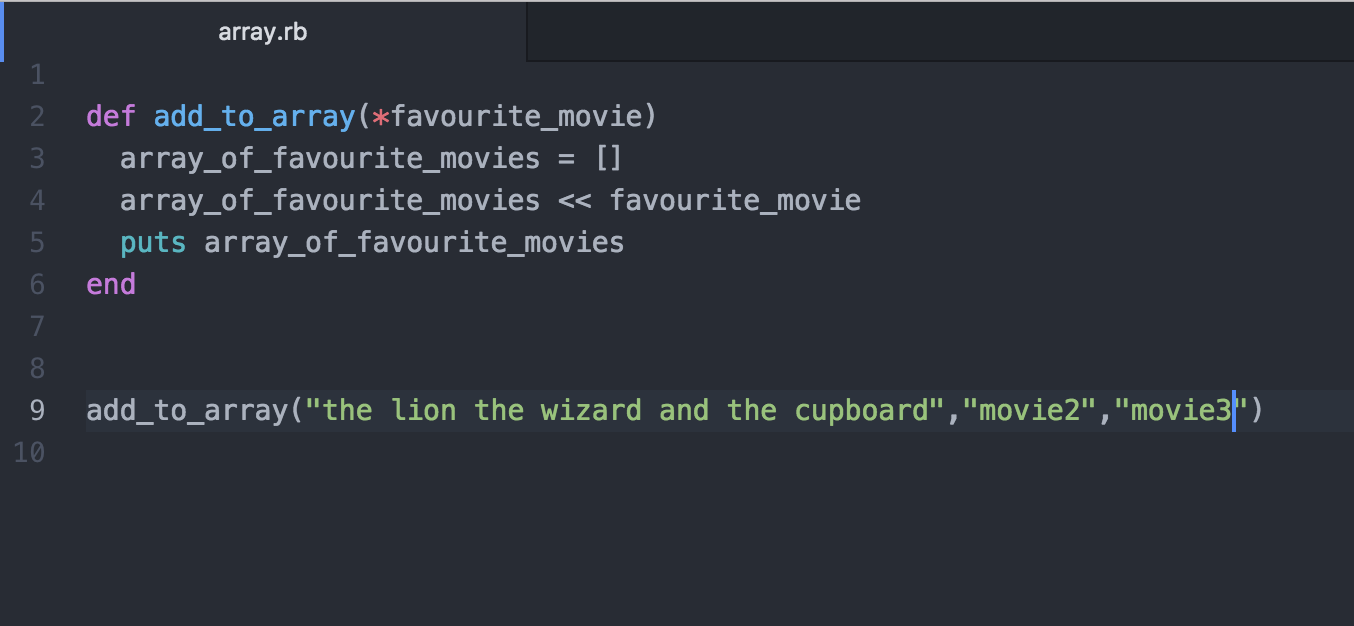 array.rb
1
2 def add_to_array(*favourite_movie)
3   array_of_favourite_movies = []
4   array_of_favourite_movies << favourite_movie
5   puts array_of_favourite_movies
6 end
7
8
9 add_to_array("the lion the wizard and the cupboard","movie2","movie3")
10